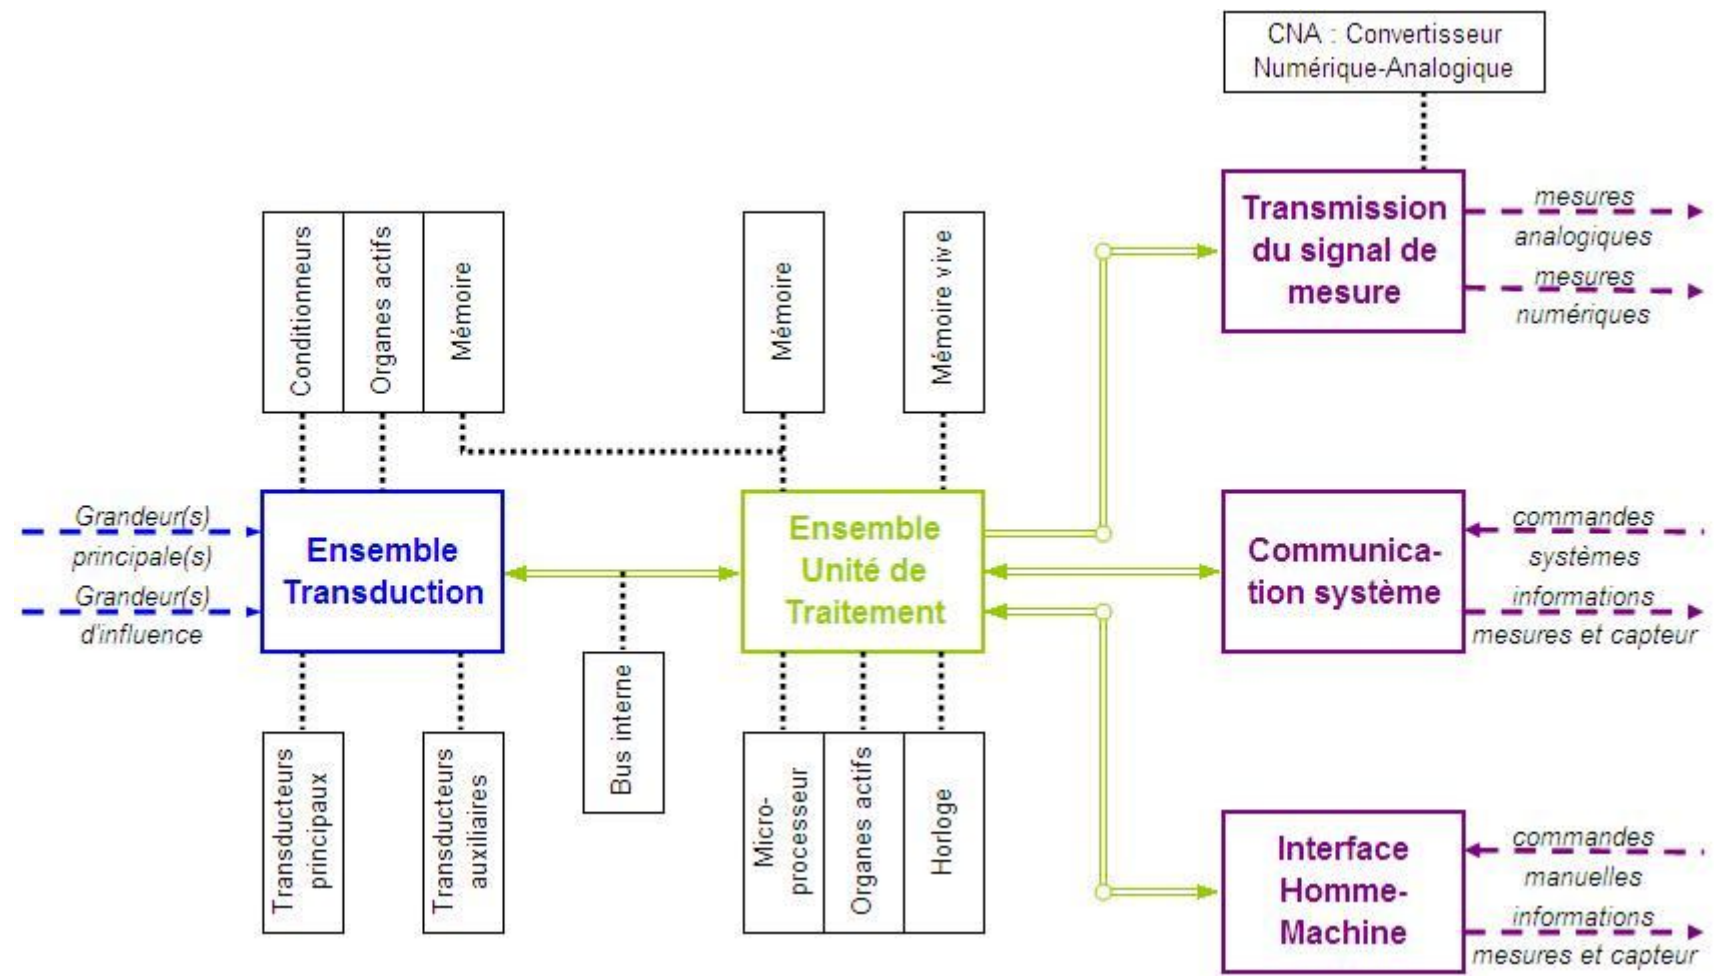 CNA : Convertisseur
Numérique-Analogique
Transmission
du signal de
mesure
mesures
analogiques
mesures
numériques
Conditionneurs
Organes actifs
Mémoire
Mémoire
Mémoire vive
Grandeur(s)
principale(s)
Grandeur(s)
d'influence
Ensemble
Transduction
Ensemble
Unité de
Traitement
Communica-
tion système
commandes
systèmes
informations
mesures et capteur
Transducteurs
principaux
Transducteurs
auxiliaires
Bus interne
Micro-
processeur
Organes actifs
Horloge
Interface
Homme-
Machine
commandes
manuelles
informations
mesures et capteur